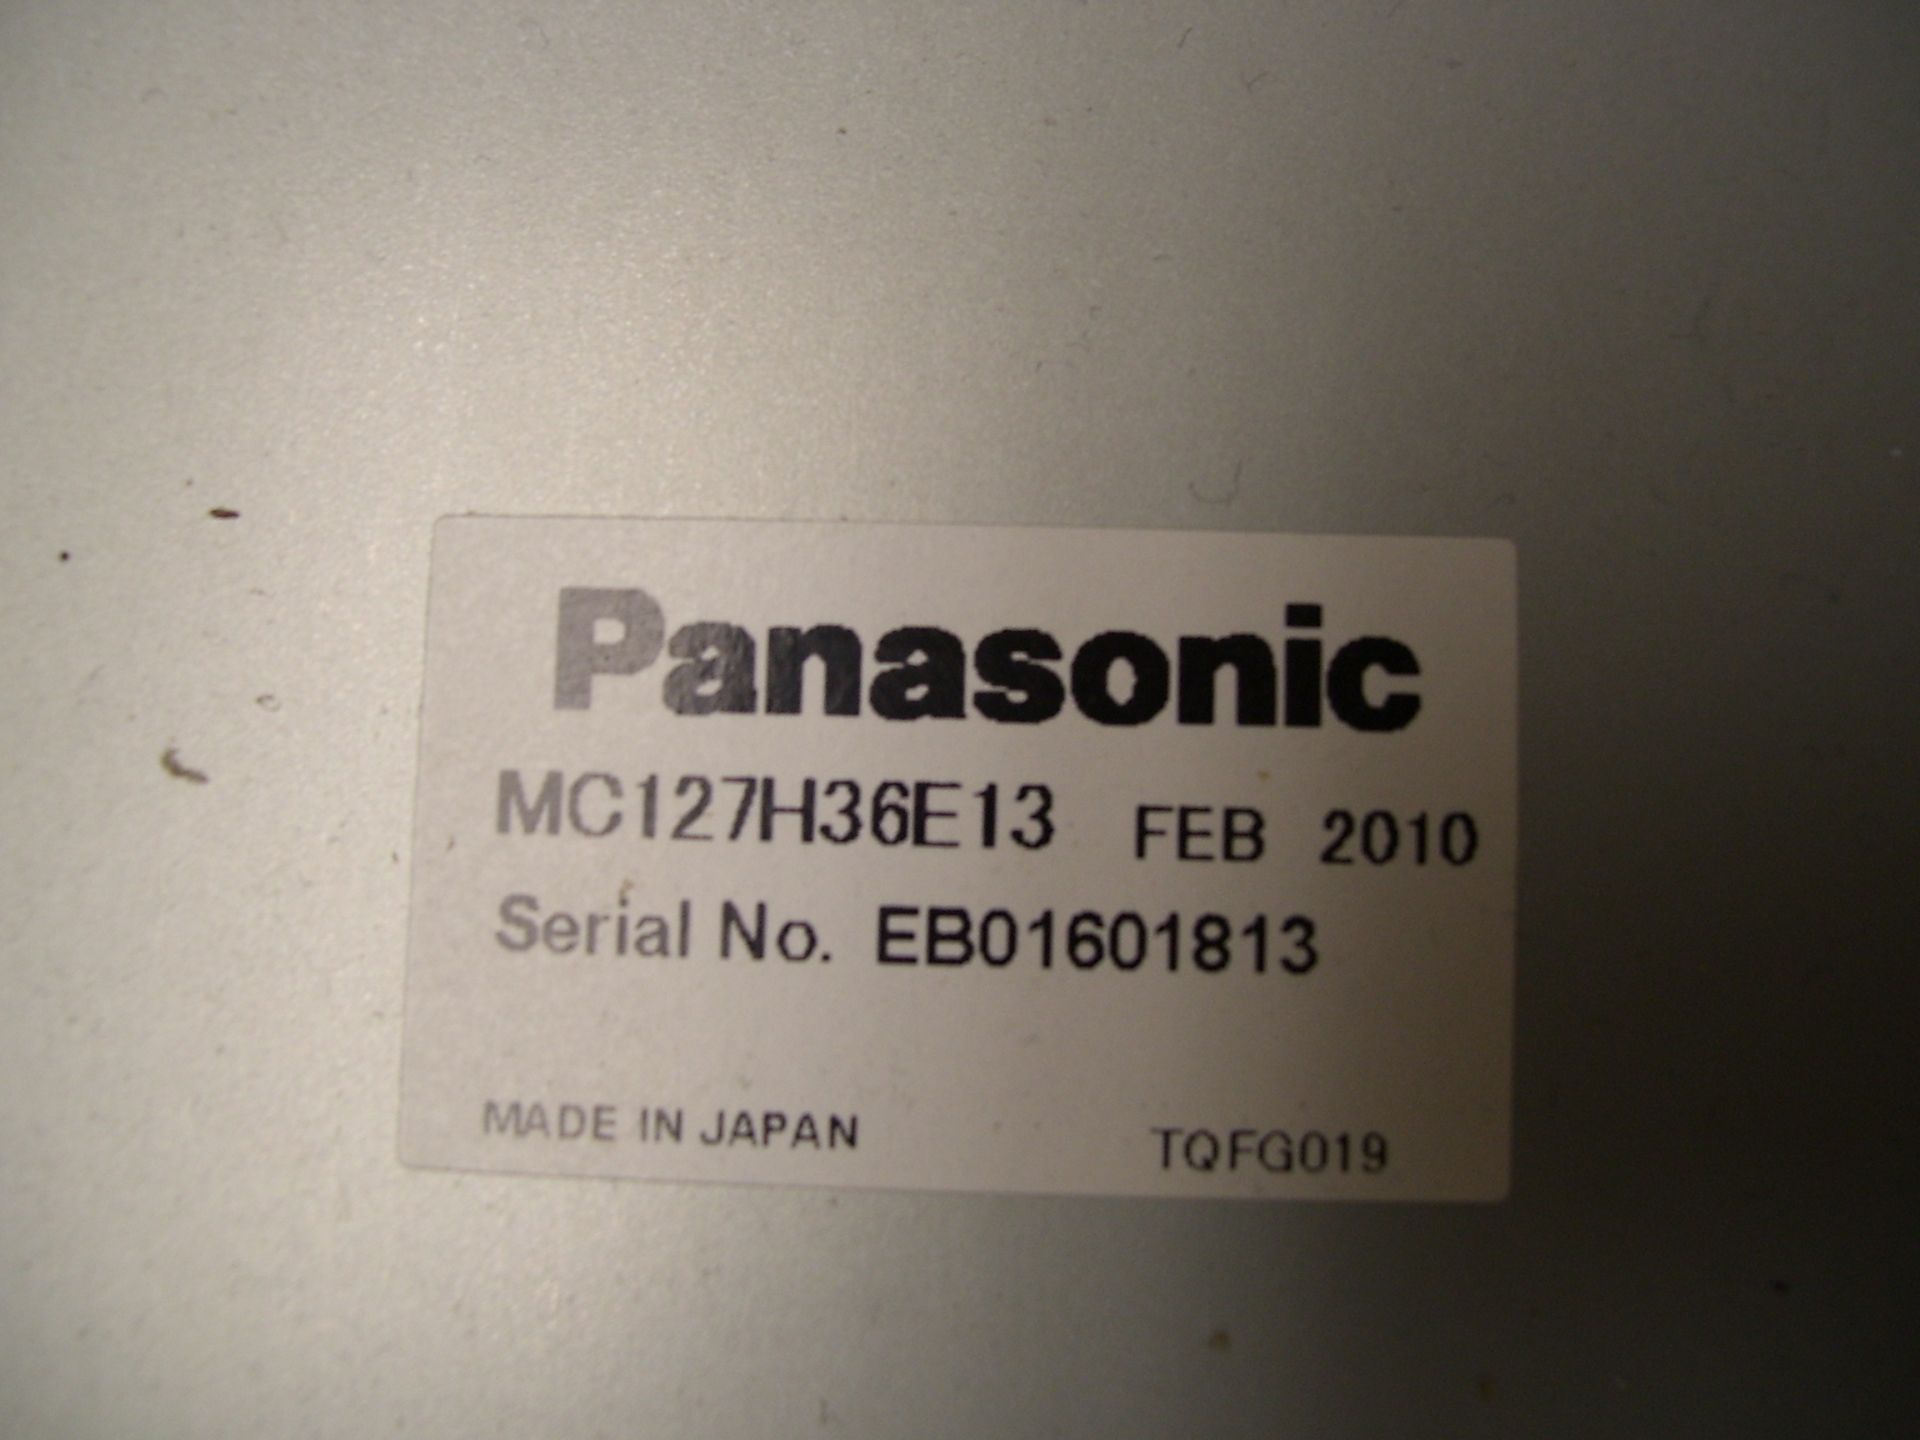 Panasonic
MC127H36E13 FEB 2010
Serial No. EB01601813
MADE IN JAPAN TQFG019